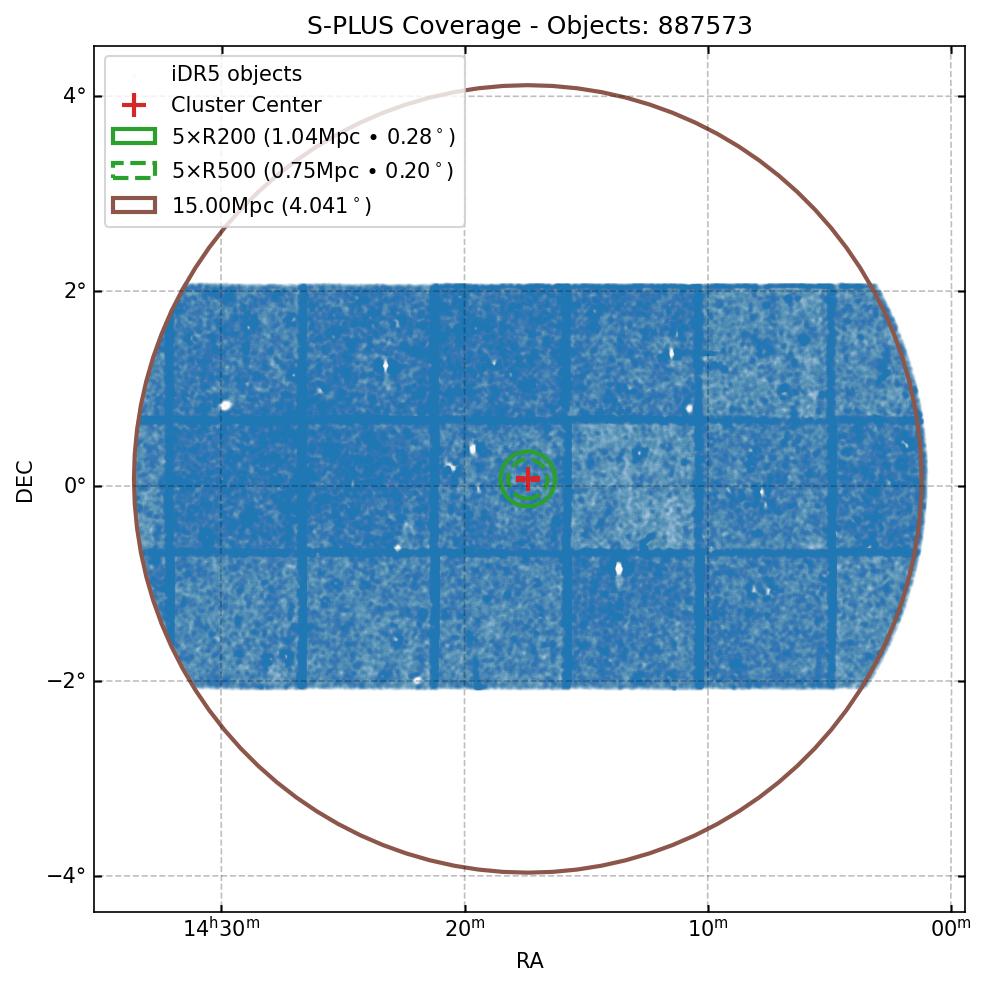 S-PLUS Coverage - Objects: 887573
iDR5 objects
Cluster Center
5×R200 (1.04Mpc • 0.28°)
5×R500 (0.75Mpc • 0.20°)
15.00Mpc (4.041°)
4°
2°
0°
−2°
−4°
DEC
14ʰ30ᵐ
20ᵐ
10ᵐ
00ᵐ
RA